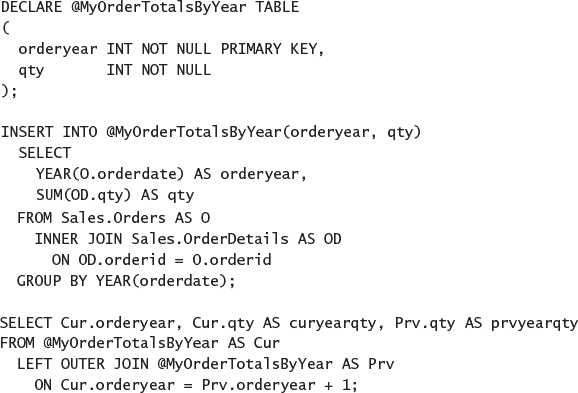 DECLARE @MyOrderTotalsByYear TABLE
(
  orderyear INT NOT NULL PRIMARY KEY,
  qty       INT NOT NULL
);
INSERT INTO @MyOrderTotalsByYear(orderyear, qty)
  SELECT
    YEAR(O.orderdate) AS orderyear,
    SUM(OD.qty) AS qty
  FROM Sales.Orders AS O
    INNER JOIN Sales.OrderDetails AS OD
      ON OD.orderid = O.orderid
  GROUP BY YEAR(orderdate);
SELECT Cur.orderyear, Cur.qty AS curyearqty, Prv.qty AS prvyearqty
FROM @MyOrderTotalsByYear AS Cur
  LEFT OUTER JOIN @MyOrderTotalsByYear AS Prv
    ON Cur.orderyear = Prv.orderyear + 1;